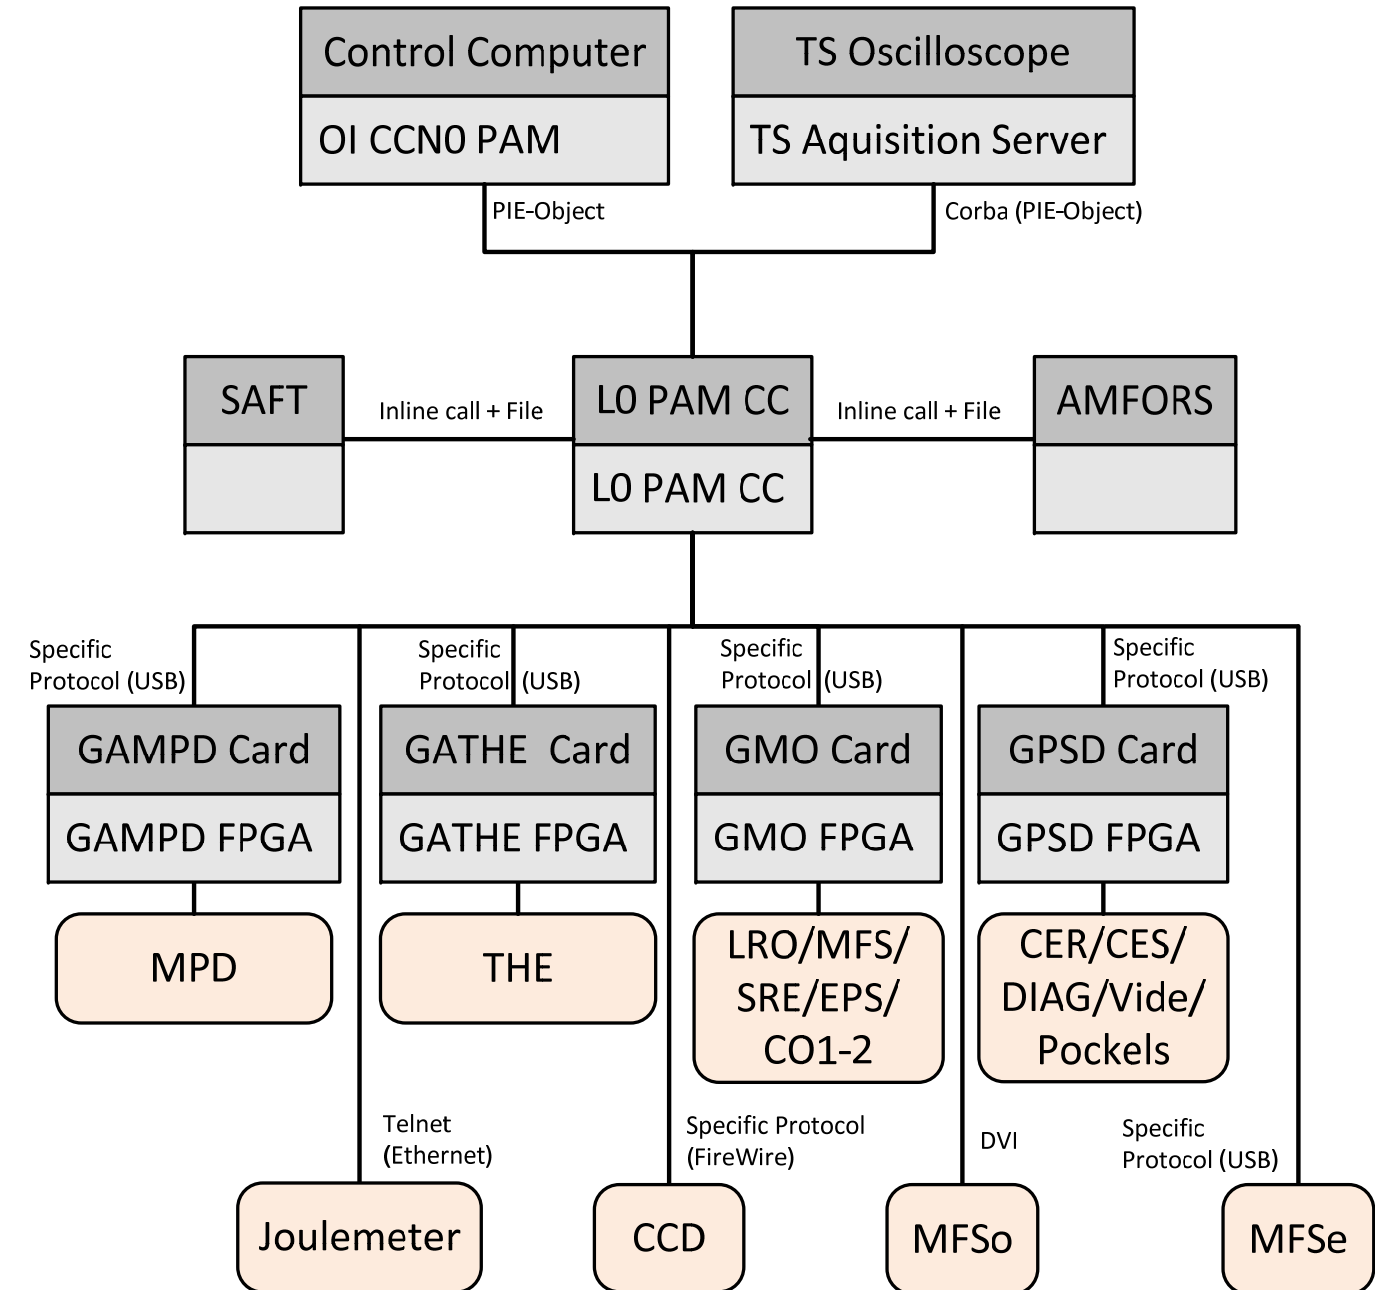 Control Computer
OI CCN0 PAM
TS Oscilloscope
TS Aquisition Server
PIE-Object
Corba (PIE-Object)
SAFT
Inline call + File
L0 PAM CC
L0 PAM CC
Inline call + File
AMFORS
Specific
Protocol (USB)
Specific
Protocol (USB)
Specific
Protocol (USB)
Specific
Protocol (USB)
GAMPD Card
GAMPD FPGA
GATHE Card
GATHE FPGA
GMO Card
GMO FPGA
GPSD Card
GPSD FPGA
MPD
THE
LRO/MFS/
SRE/EPS/
CO1-2
CER/CES/
DIAG/Vide/
Pockels
Telnet
(Ethernet)
Specific Protocol
(FireWire)
DVI
Specific
Protocol (USB)
Joulemeter
CCD
MFSo
MFSe